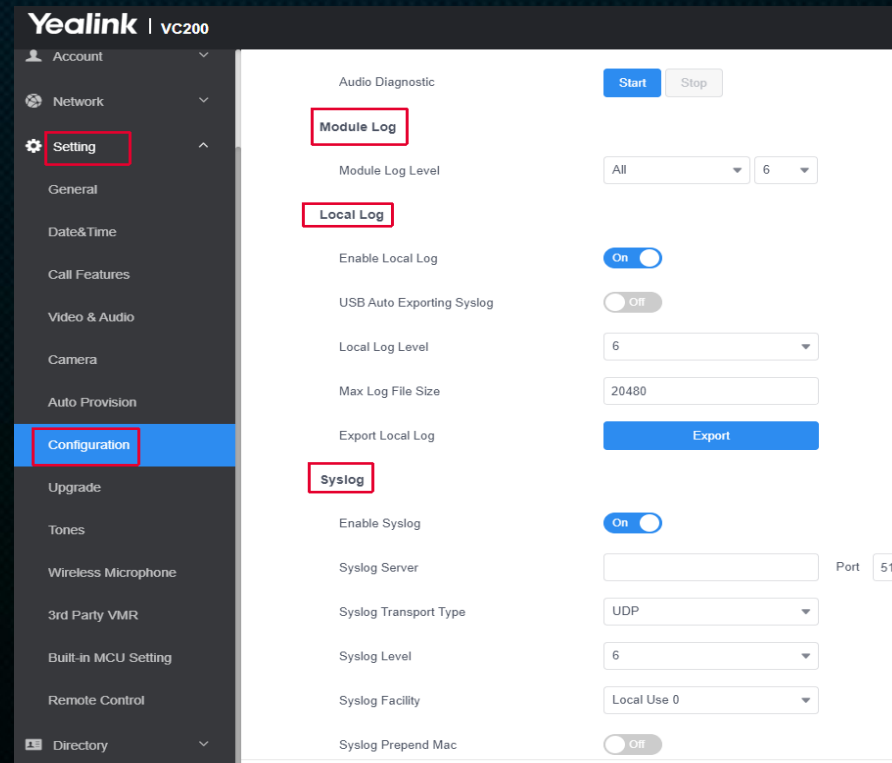 Yealink | VC200
Account
Network
Setting
General
Date&Time
Call Features
Video & Audio
Camera
Auto Provision
Configuration
Upgrade
Tones
Wireless Microphone
3rd Party VMR
Built-in MCU Setting
Remote Control
Directory
Audio Diagnostic Start Stop
Module Log
Module Log Level All 6
Local Log
Enable Local Log On
USB Auto Exporting Syslog Off
Local Log Level 6
Max Log File Size 20480
Export Local Log Export
Syslog
Enable Syslog On
Syslog Server Port 51
Syslog Transport Type UDP
Syslog Level 6
Syslog Facility Local Use 0
Syslog Prepend Mac Off